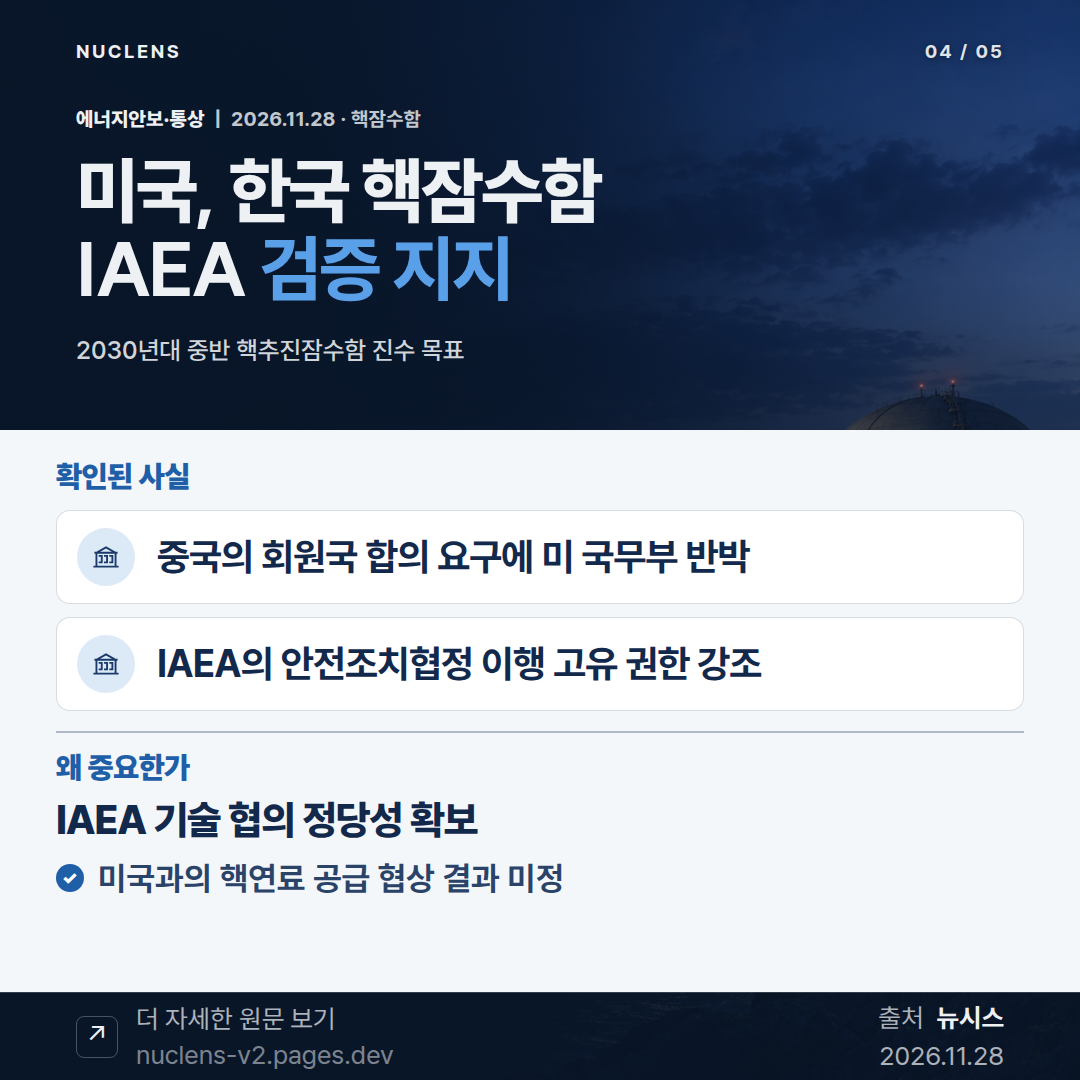 NUCLENS
04 / 05
에너지안보·통상 | 2026.11.28 · 핵잠수함
미국, 한국 핵잠수함
IAEA 검증 지지
2030년대 중반 핵추진잠수함 진수 목표
확인된 사실
중국의 회원국 합의 요구에 미 국무부 반박
IAEA의 안전조치협정 이행 고유 권한 강조
왜 중요한가
IAEA 기술 협의 정당성 확보
미국과의 핵연료 공급 협상 결과 미정
더 자세한 원문 보기
nuclens-v2.pages.dev
출처 뉴시스
2026.11.28